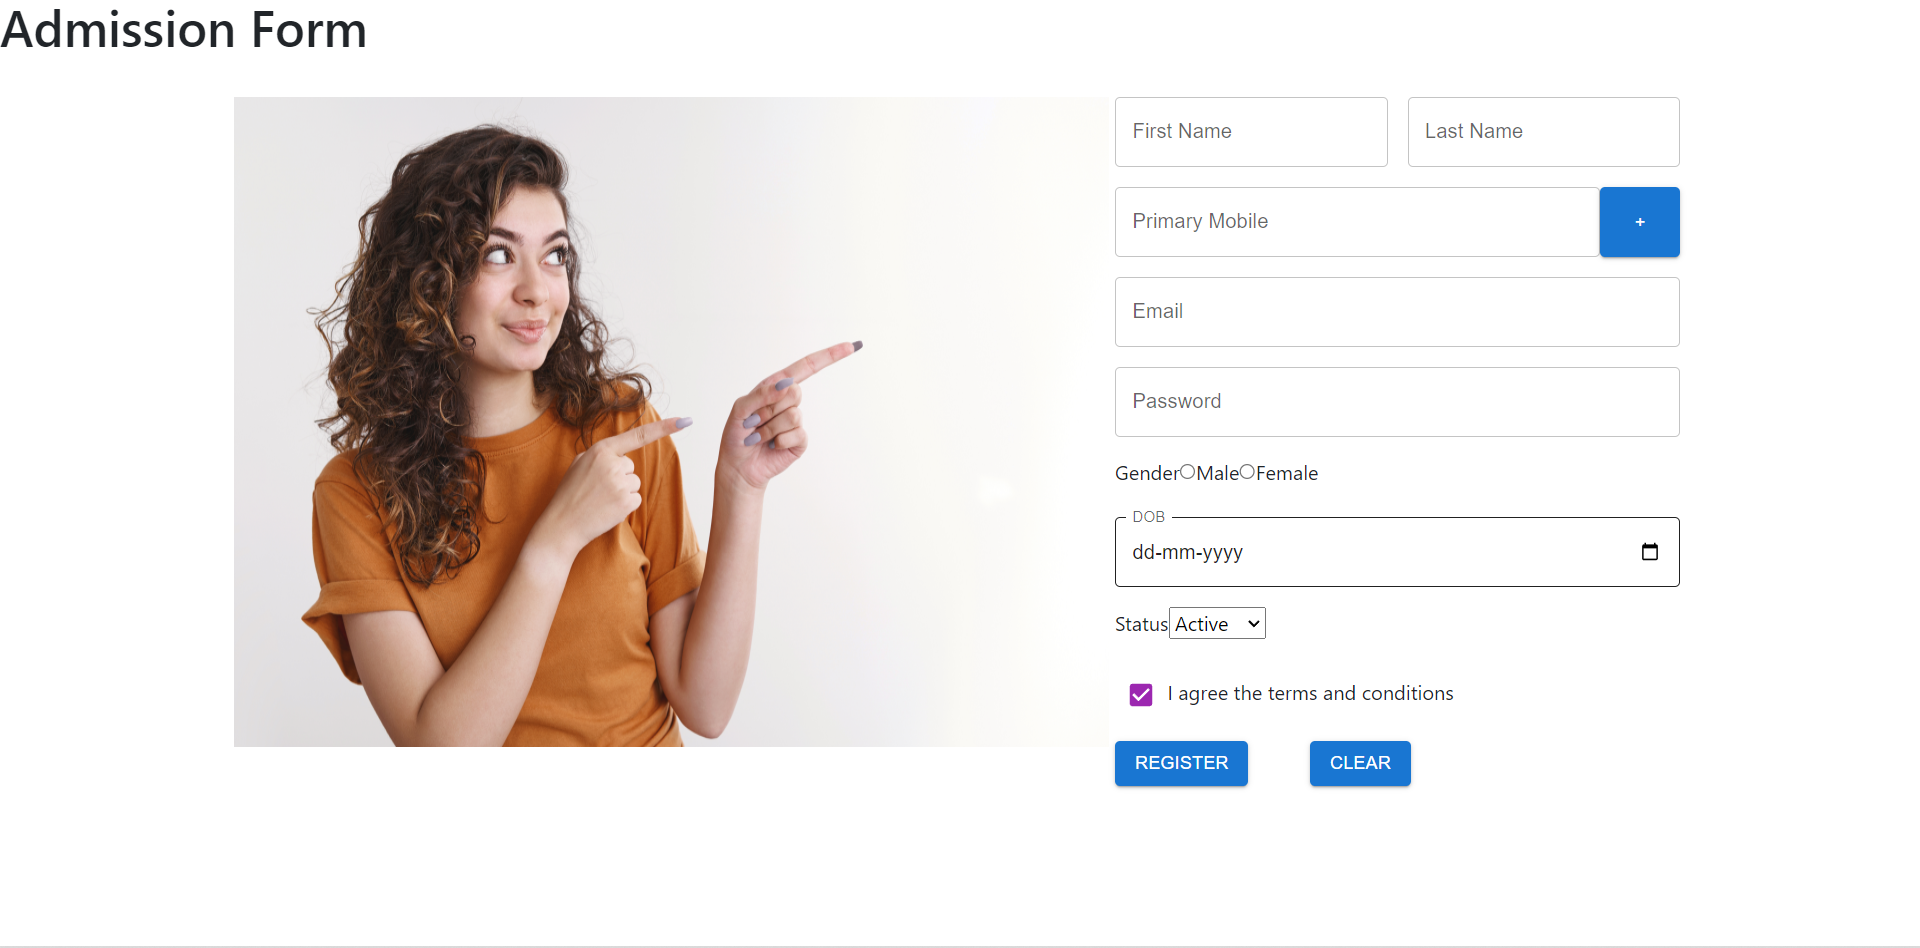 Admission Form
First Name Last Name
Primary Mobile +
Email
Password
Gender Male Female
DOB
dd-mm-yyyy
Status Active
I agree the terms and conditions
REGISTER CLEAR